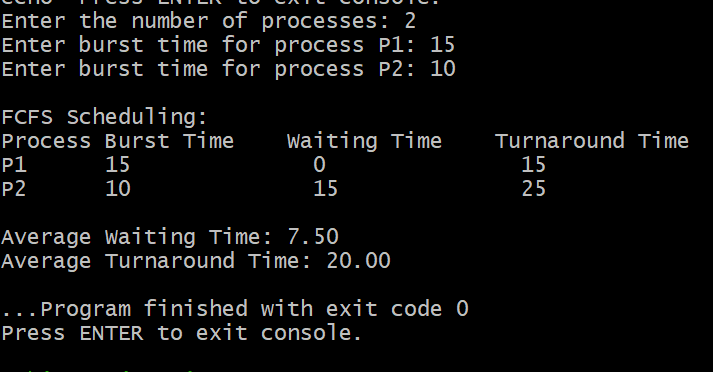 Enter the number of processes: 2
Enter burst time for process P1: 15
Enter burst time for process P2: 10
FCFS Scheduling:
Process Burst Time    Waiting Time    Turnaround Time
P1      15              0               15
P2      10              15              25
Average Waiting Time: 7.50
Average Turnaround Time: 20.00
...Program finished with exit code 0
Press ENTER to exit console.